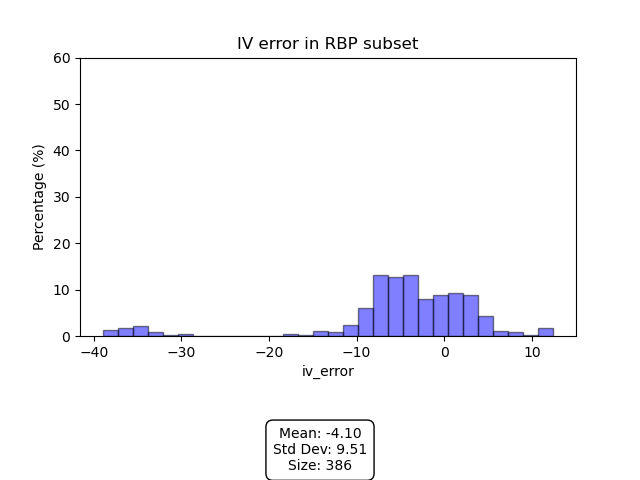 IV error in RBP subset
60
50
40
30
20
10
0
Percentage (%)
−40
−30
−20
−10
0
10
iv_error
Mean: -4.10
Std Dev: 9.51
Size: 386